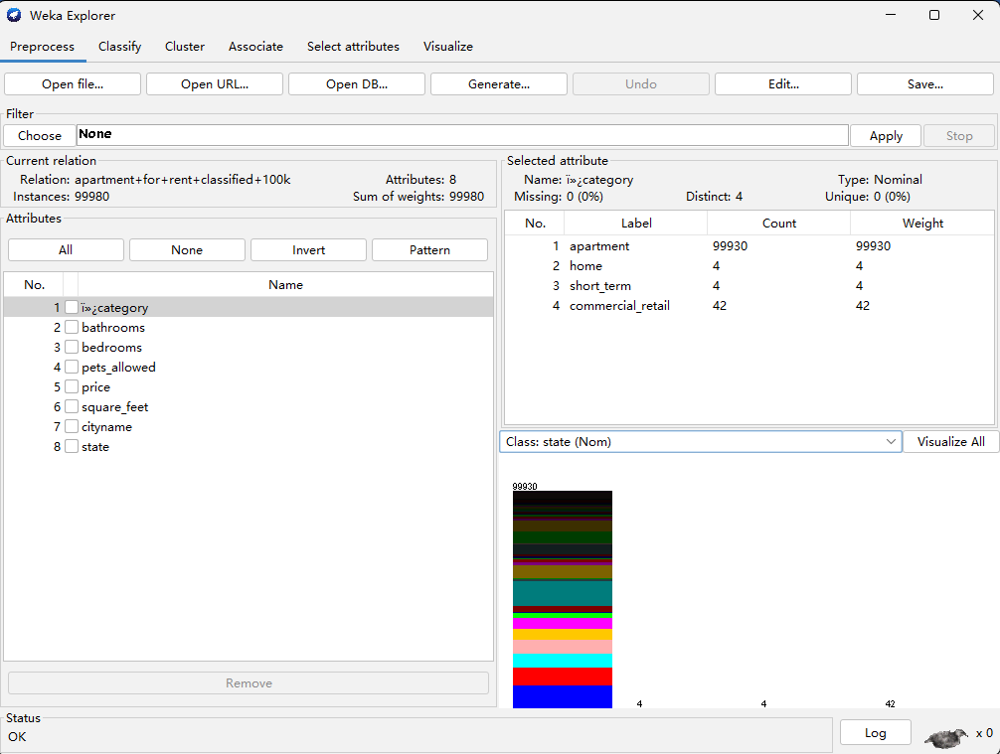 Weka Explorer
Preprocess Classify Cluster Associate Select attributes Visualize
Open file... Open URL... Open DB... Generate... Undo Edit... Save...
Filter
Choose None Apply Stop
Current relation
Relation: apartment+for+rent+classified+100k Attributes: 8
Instances: 99980 Sum of weights: 99980
Attributes
All None Invert Pattern
No. Name
1 ï»¿category
2 bathrooms
3 bedrooms
4 pets_allowed
5 price
6 square_feet
7 cityname
8 state
Remove
Selected attribute
Name: ï»¿category Type: Nominal
Missing: 0 (0%) Distinct: 4 Unique: 0 (0%)
No. Label Count Weight
1 apartment 99930 99930
2 home 4 4
3 short_term 4 4
4 commercial_retail 42 42
Class: state (Nom) Visualize All
99930
4 4 42
Status
OK
Log x 0